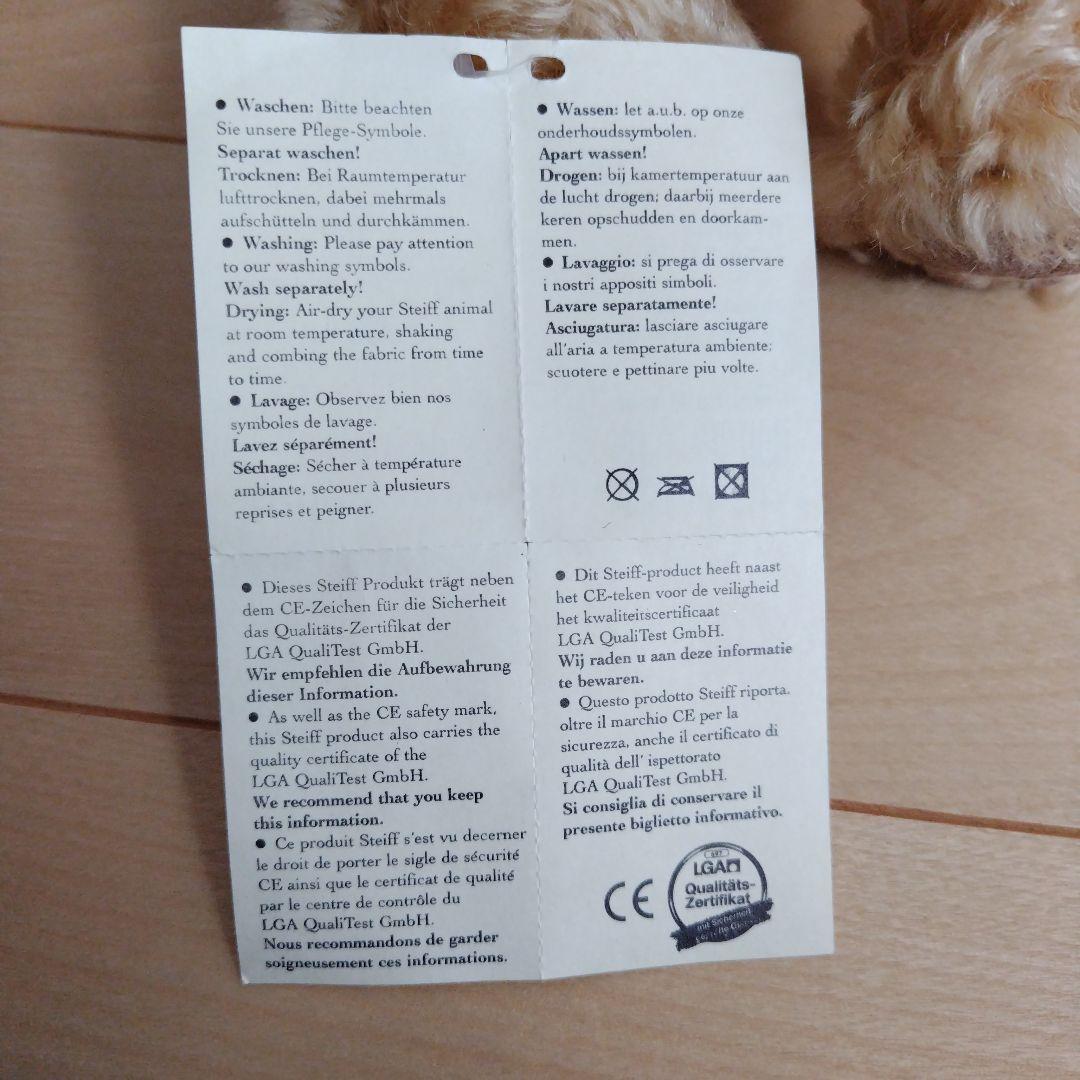 ● Waschen: Bitte beachten
Sie unsere Pflege-Symbole.
Separat waschen!
Trocknen: Bei Raumtemperatur
lufttrocknen, dabei mehrmals
aufschütteln und durchkämmen.
● Washing: Please pay attention
to our washing symbols.
Wash separately!
Drying: Air-dry your Steiff animal
at room temperature, shaking
and combing the fabric from time
to time.
● Lavage: Observez bien nos
symboles de lavage.
Lavez séparément!
Séchage: Sécher à température
ambiante, secouer à plusieurs
reprises et peigner.
● Wassen: let a.u.b. op onze
onderhoudssymbolen.
Apart wassen!
Drogen: bij kamertemperatuur aan
de lucht drogen; daarbij meerdere
keren opschudden en doorkam-
men.
● Lavaggio: si prega di osservare
i nostri appositi simboli.
Lavare separatamente!
Asciugatura: lasciare asciugare
all'aria a temperatura ambiente;
scuotere e pettinare piu volte.
● Dieses Steiff Produkt trägt neben
dem CE-Zeichen für die Sicherheit
das Qualitäts-Zertifikat der
LGA QualiTest GmbH.
Wir empfehlen die Aufbewahrung
dieser Information.
● As well as the CE safety mark,
this Steiff product also carries the
quality certificate of the
LGA QualiTest GmbH.
We recommend that you keep
this information.
● Ce produit Steiff s'est vu decerner
le droit de porter le sigle de sécurité
CE ainsi que le certificat de qualité
par le centre de contrôle du
LGA QualiTest GmbH.
Nous recommandons de garder
soigneusement ces informations.
● Dit Steiff-product heeft naast
het CE-teken voor de veiligheid
het kwaliteitscertificaat
LGA QualiTest GmbH.
Wij raden u aan deze informatie
te bewaren.
● Questo prodotto Steiff riporta.
oltre il marchio CE per la
sicurezza, anche il certificato di
qualità dell' ispettorato
LGA QualiTest GmbH.
Si consiglia di conservare il
presente biglietto informativo.
CE
LGA
Qualitäts-
Zertifikat
mit Sicherheit